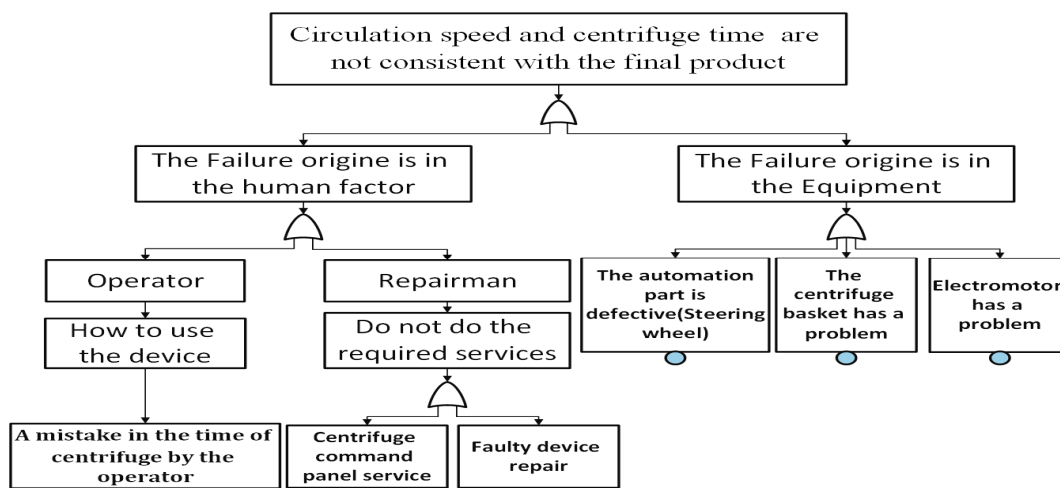 Circulation speed and centrifuge time are
not consistent with the final product
The Failure origine is in
the human factor
The Failure origine is in
the Equipment
Operator
Repairman
The automation
part is
defective(Steering
wheel)
The
centrifuge
basket has a
problem
Electromotor
has a
problem
How to use
the device
Do not do the
required services
A mistake in the time of
centrifuge by the
operator
Centrifuge
command
panel service
Faulty device
repair